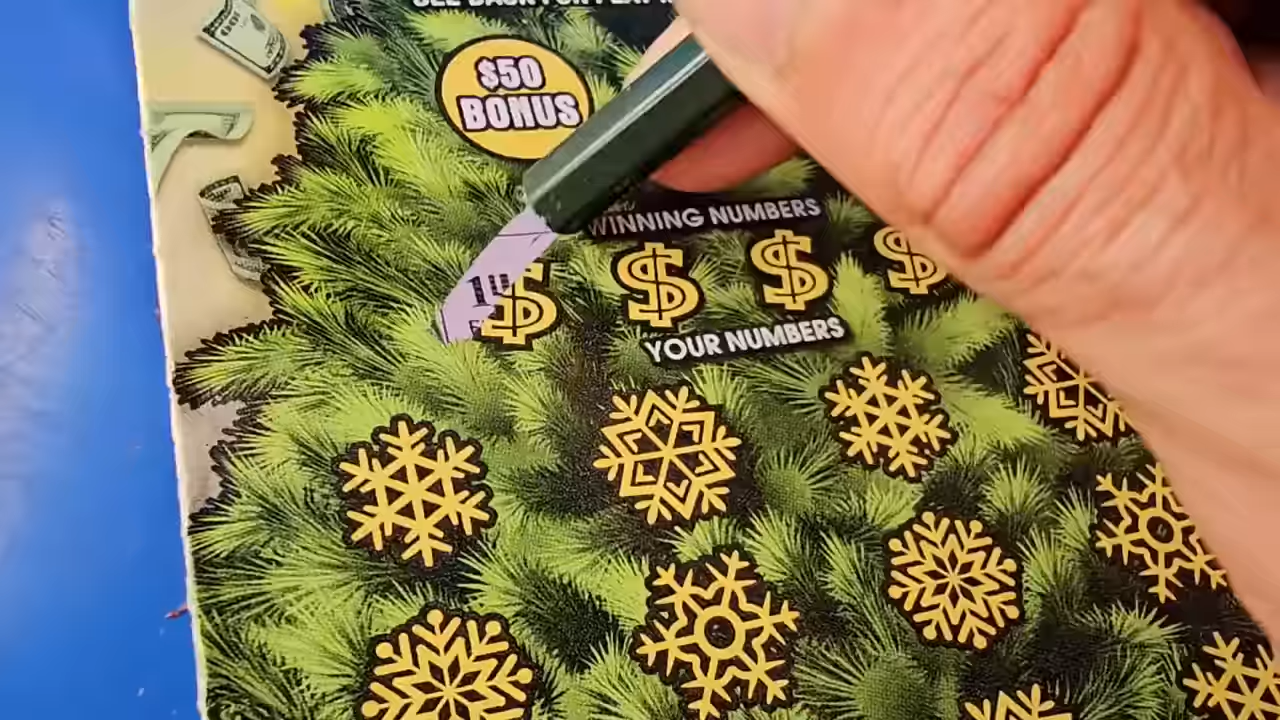 $50
BONUS
WINNING NUMBERS
$ $ $ $
YOUR NUMBERS